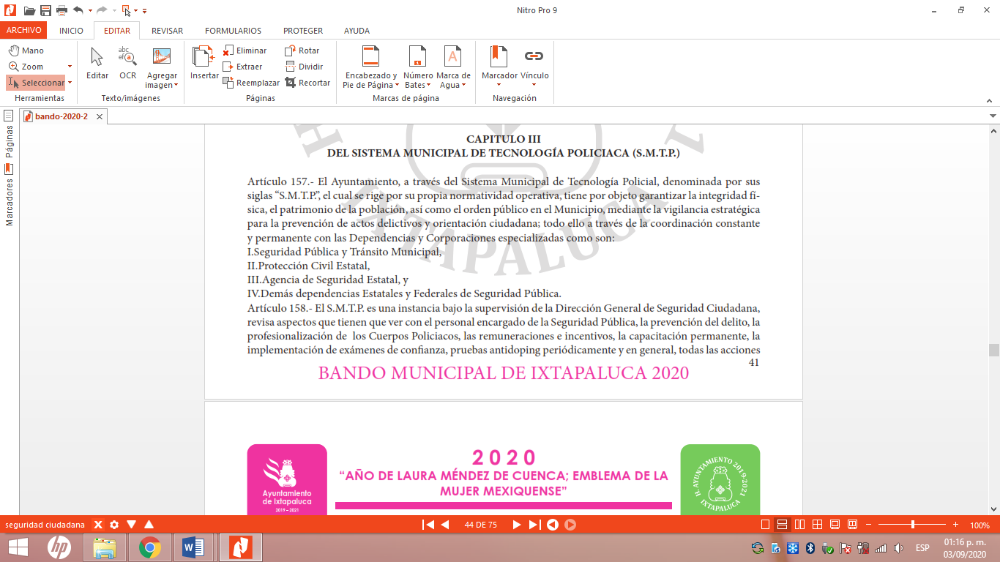 Nitro Pro 9
ARCHIVO INICIO EDITAR REVISAR FORMULARIOS PROTEGER AYUDA
Mano
Zoom
Seleccionar
Herramientas
Editar
OCR
Agregar imagen
Texto/imágenes
Insertar
Eliminar
Extraer
Reemplazar
Rotar
Dividir
Recortar
Páginas
Encabezado y Pie de Página
Número Bates
Marca de Agua
Marcas de página
Marcador
Vínculo
Navegación
bando-2020-2
Páginas
Marcadores
CAPITULO III
DEL SISTEMA MUNICIPAL DE TECNOLOGÍA POLICIACA (S.M.T.P.)
Artículo 157.- El Ayuntamiento, a través del Sistema Municipal de Tecnología Policial, denominada por sus
siglas “S.M.T.P.”, el cual se rige por su propia normatividad operativa, tiene por objeto garantizar la integridad fí-
sica, el patrimonio de la población, así como el orden público en el Municipio, mediante la vigilancia estratégica
para la prevención de actos delictivos y orientación ciudadana; todo ello a través de la coordinación constante
y permanente con las Dependencias y Corporaciones especializadas como son:
I.Seguridad Pública y Tránsito Municipal,
II.Protección Civil Estatal,
III.Agencia de Seguridad Estatal, y
IV.Demás dependencias Estatales y Federales de Seguridad Pública.
Artículo 158.- El S.M.T.P. es una instancia bajo la supervisión de la Dirección General de Seguridad Ciudadana,
revisa aspectos que tienen que ver con el personal encargado de la Seguridad Pública, la prevención del delito, la
profesionalización de los Cuerpos Policiacos, las remuneraciones e incentivos, la capacitación permanente, la
implementación de exámenes de confianza, pruebas antidoping periódicamente y en general, todas las acciones
41
BANDO MUNICIPAL DE IXTAPALUCA 2020
H
IXTAPALUCA
Ayuntamiento
de ixtapaluca
2019 – 2021
2 0 2 0
“AÑO DE LAURA MÉNDEZ DE CUENCA; EMBLEMA DE LA
MUJER MEXIQUENSE”
H. AYUNTAMIENTO 2019-2021
IXTAPALUCA
seguridad ciudadana
44 DE 75
100%
hp
ESP
01:16 p. m.
03/09/2020